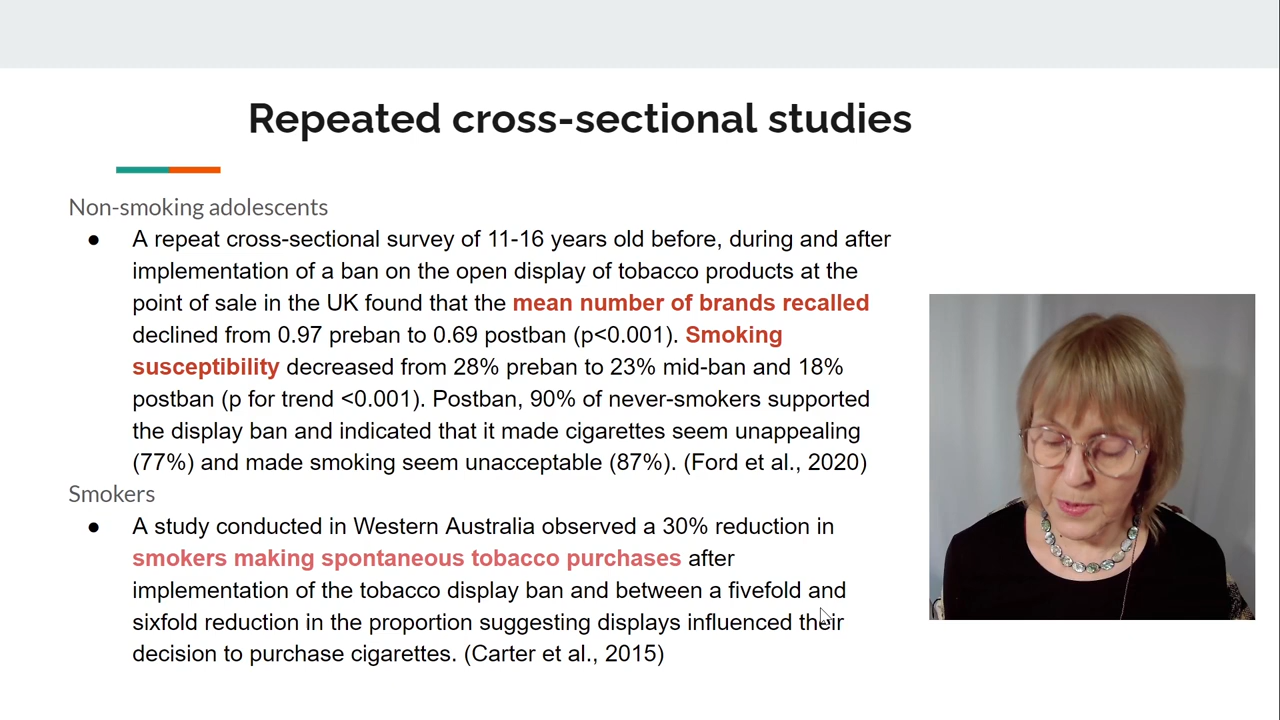 Repeated cross-sectional studies
Non-smoking adolescents
● A repeat cross-sectional survey of 11-16 years old before, during and after
implementation of a ban on the open display of tobacco products at the
point of sale in the UK found that the mean number of brands recalled
declined from 0.97 preban to 0.69 postban (p<0.001). Smoking
susceptibility decreased from 28% preban to 23% mid-ban and 18%
postban (p for trend <0.001). Postban, 90% of never-smokers supported
the display ban and indicated that it made cigarettes seem unappealing
(77%) and made smoking seem unacceptable (87%). (Ford et al., 2020)
Smokers
● A study conducted in Western Australia observed a 30% reduction in
smokers making spontaneous tobacco purchases after
implementation of the tobacco display ban and between a fivefold and
sixfold reduction in the proportion suggesting displays influenced their
decision to purchase cigarettes. (Carter et al., 2015)